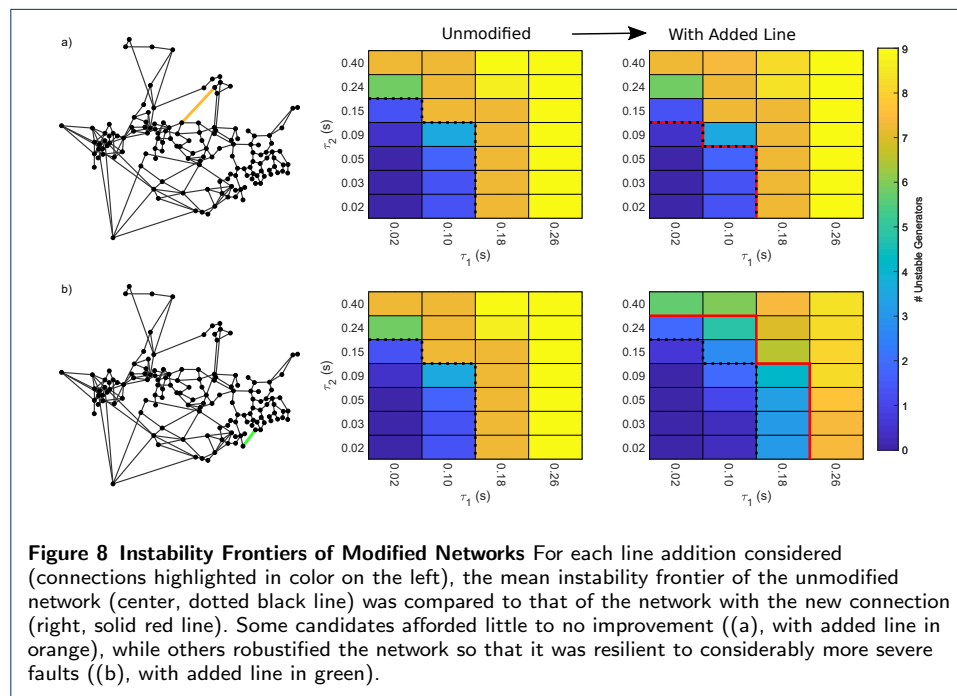 a)
Unmodified
With Added Line
0.40
0.24
0.15
0.09
0.05
0.03
0.02
τ2 (s)
0.02
0.10
0.18
0.26
τ1 (s)
0.40
0.24
0.15
0.09
0.05
0.03
0.02
τ2 (s)
0.02
0.10
0.18
0.26
τ1 (s)
9
8
7
6
5
4
3
2
1
0
# Unstable Generators
b)
0.40
0.24
0.15
0.09
0.05
0.03
0.02
τ2 (s)
0.02
0.10
0.18
0.26
τ1 (s)
0.40
0.24
0.15
0.09
0.05
0.03
0.02
τ2 (s)
0.02
0.10
0.18
0.26
τ1 (s)
Figure 8 Instability Frontiers of Modified Networks For each line addition considered
(connections highlighted in color on the left), the mean instability frontier of the unmodified
network (center, dotted black line) was compared to that of the network with the new connection
(right, solid red line). Some candidates afforded little to no improvement ((a), with added line in
orange), while others robustified the network so that it was resilient to considerably more severe
faults ((b), with added line in green).